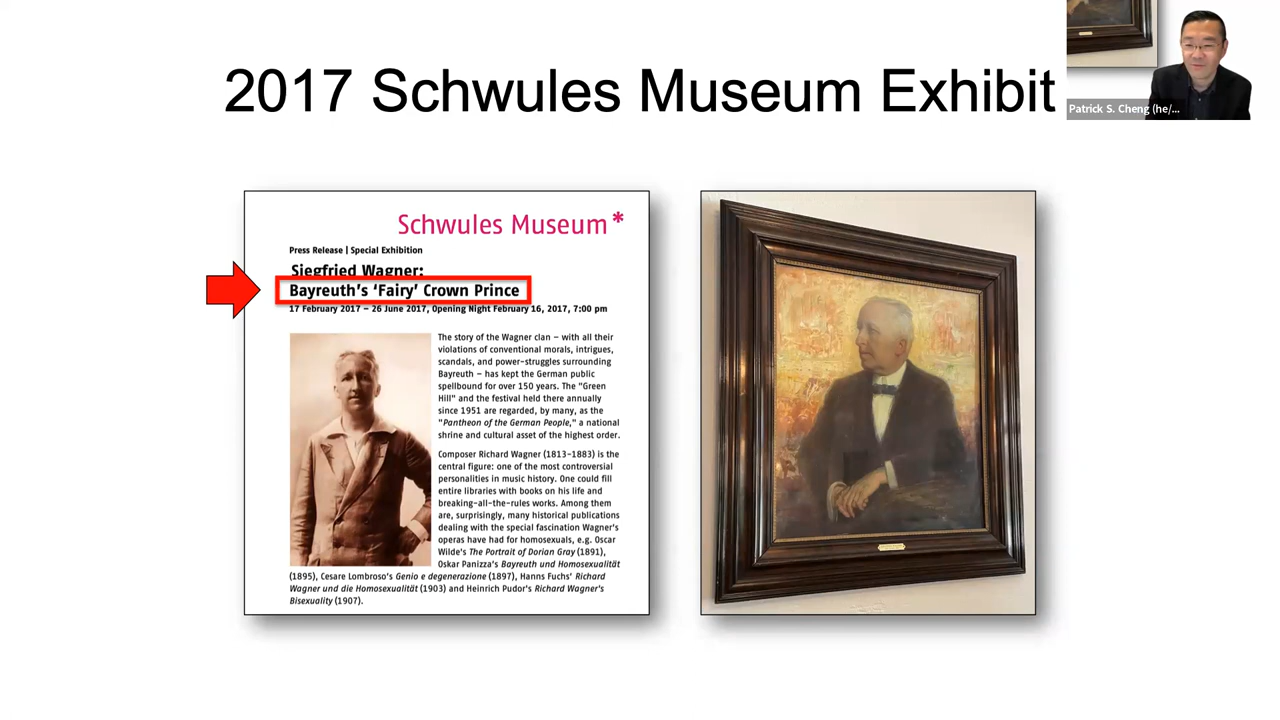 2017 Schwules Museum Exhibit
Patrick S. Cheng (he/...
Schwules Museum*
Press Release | Special Exhibition
Siegfried Wagner:
Bayreuth's 'Fairy' Crown Prince
17 February 2017 – 26 June 2017, Opening Night February 16, 2017, 7:00 pm
The story of the Wagner clan – with all their
violations of conventional morals, intrigues,
scandals, and power-struggles surrounding
Bayreuth – has kept the German public
spellbound for over 150 years. The "Green
Hill" and the festival held there annually
since 1951 are regarded, by many, as the
"Pantheon of the German People," a national
shrine and cultural asset of the highest order.
Composer Richard Wagner (1813-1883) is the
central figure: one of the most controversial
personalities in music history. One could fill
entire libraries with books on his life and
breaking-all-the-rules works. Among them
are, surprisingly, many historical publications
dealing with the special fascination Wagner's
operas have had for homosexuals, e.g. Oscar
Wilde's The Portrait of Dorian Gray (1891),
Oskar Panizza's Bayreuth und Homosexualität
(1895), Cesare Lombroso's Genio e degenerazione (1897), Hanns Fuchs' Richard
Wagner und die Homosexualität (1903) and Heinrich Pudor's Richard Wagner's
Bisexuality (1907).